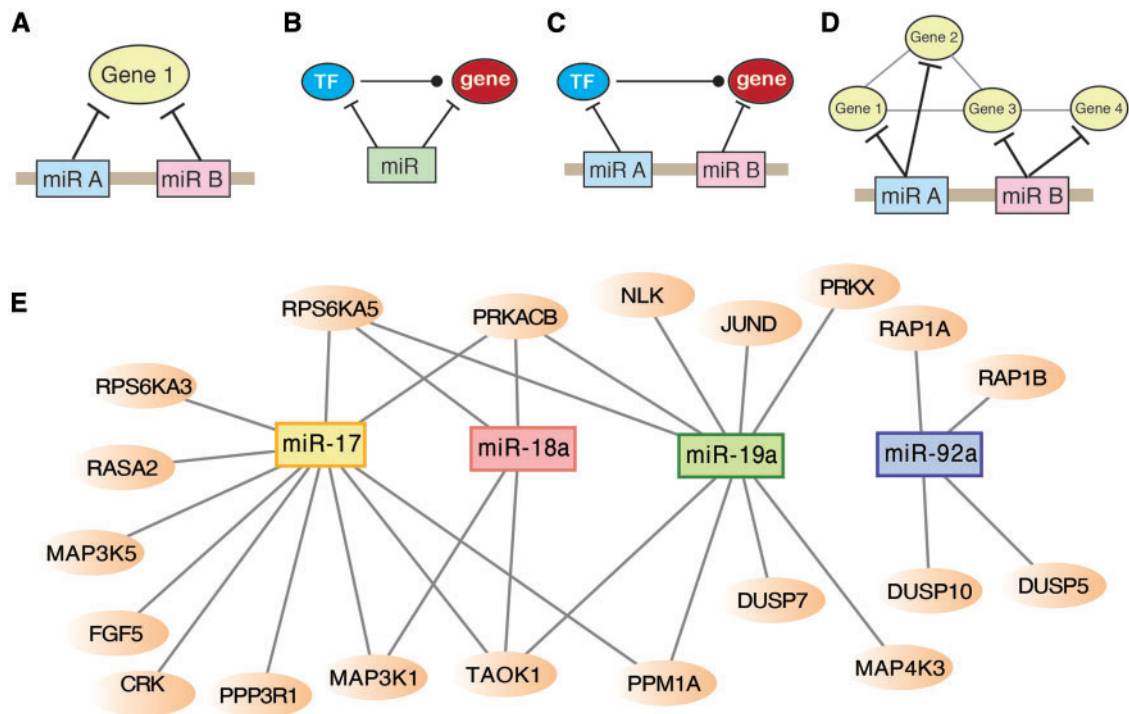 A
B
C
D
Gene 1
miR A
miR B
TF
gene
miR
TF
gene
miR A
miR B
Gene 2
Gene 1
Gene 3
Gene 4
miR A
miR B
E
RPS6KA5
PRKACB
NLK
JUND
PRKX
RAP1A
RAP1B
RPS6KA3
miR-17
miR-18a
miR-19a
miR-92a
RASA2
MAP3K5
FGF5
CRK
PPP3R1
MAP3K1
TAOK1
PPM1A
DUSP7
MAP4K3
DUSP10
DUSP5